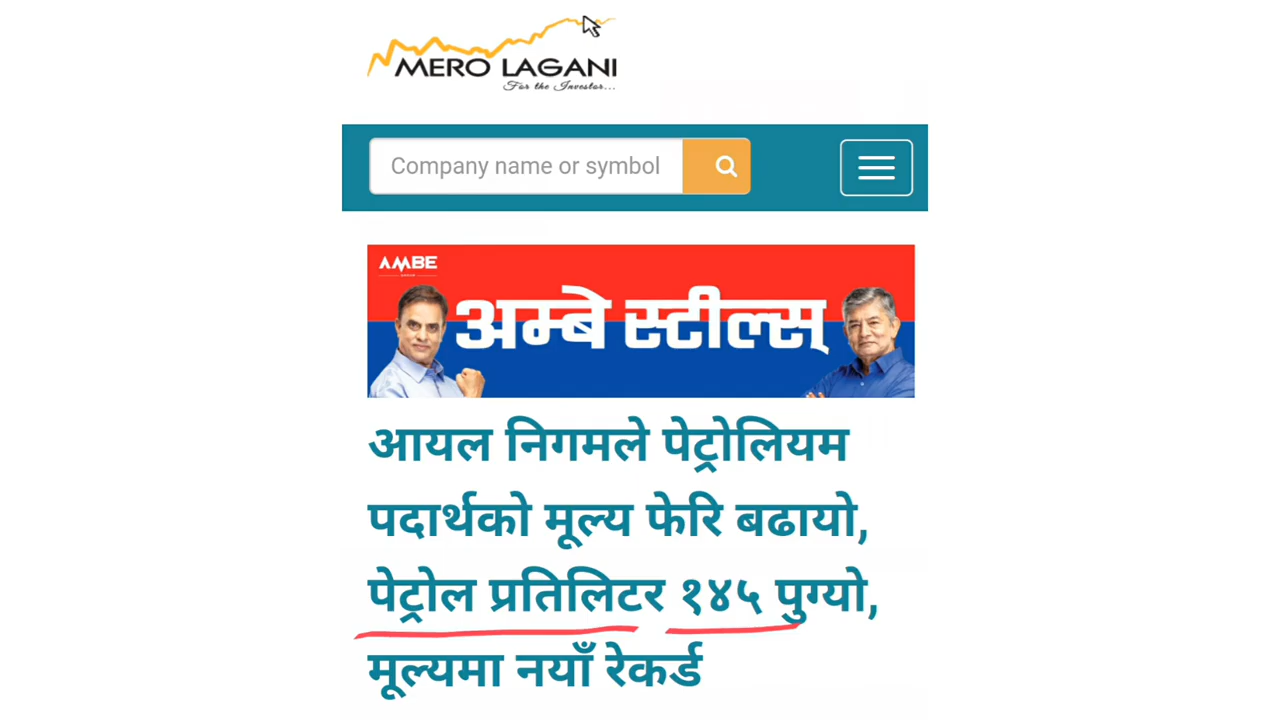 MERO LAGANI
For the Investor...
Company name or symbol
AMBE
अम्बे स्टील्स्
आयल निगमले पेट्रोलियम
पदार्थको मूल्य फेरि बढायो,
पेट्रोल प्रतिलिटर १४५ पुग्यो,
मूल्यमा नयाँ रेकर्ड